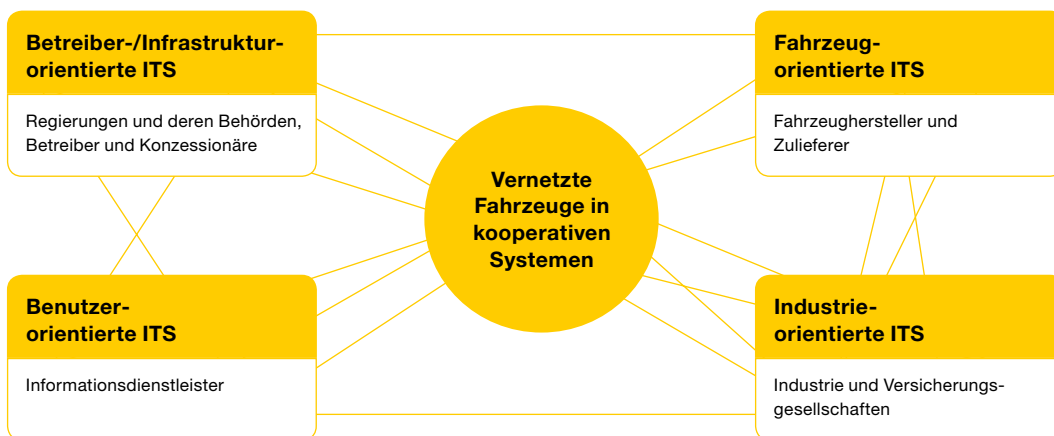 Betreiber-/Infrastruktur-
orientierte ITS
Regierungen und deren Behörden,
Betreiber und Konzessionäre
Fahrzeug-
orientierte ITS
Fahrzeughersteller und
Zulieferer
Vernetzte
Fahrzeuge in
kooperativen
Systemen
Benutzer-
orientierte ITS
Informationsdienstleister
Industrie-
orientierte ITS
Industrie und Versicherungs-
gesellschaften